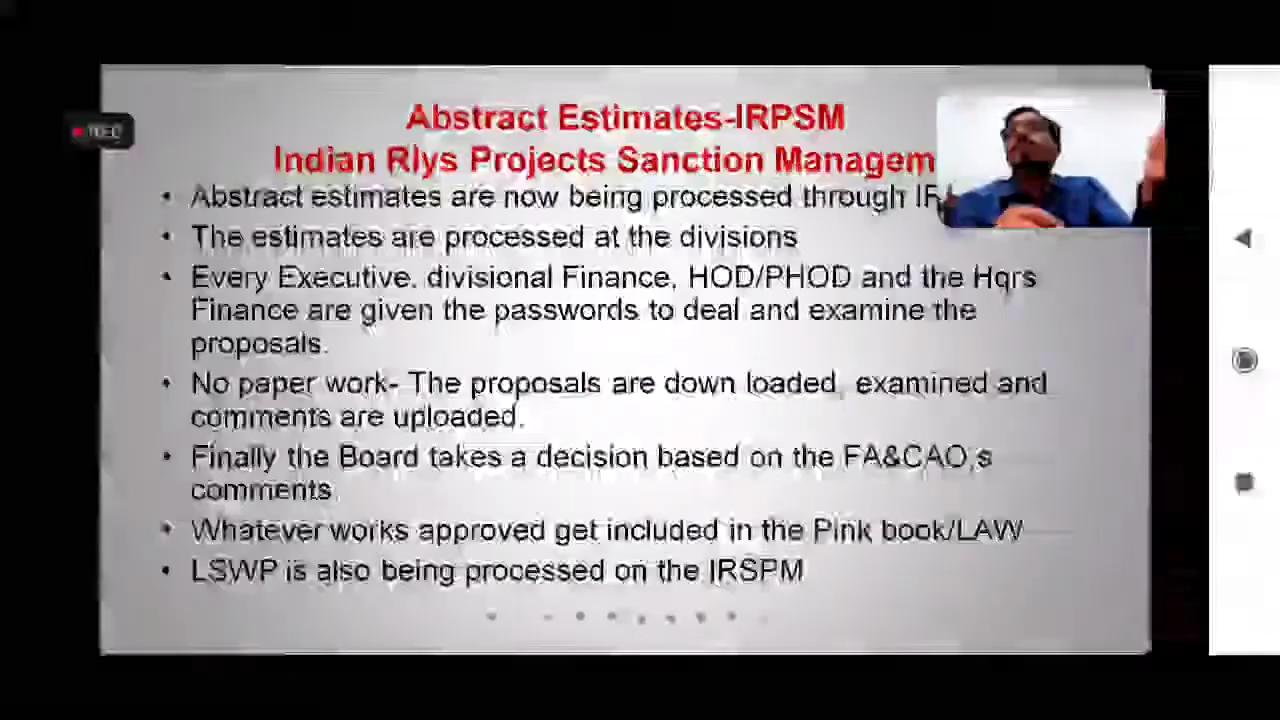 Abstract Estimates-IRPSM
Indian Rlys Projects Sanction Managem
• Abstract estimates are now being processed through IR
• The estimates are processed at the divisions
• Every Executive, divisional Finance, HOD/PHOD and the Hqrs
Finance are given the passwords to deal and examine the
proposals.
• No paper work- The proposals are down loaded, examined and
comments are uploaded.
• Finally the Board takes a decision based on the FA&CAO,s
comments
• Whatever works approved get included in the Pink book/LAW
• LSWP is also being processed on the IRSPM